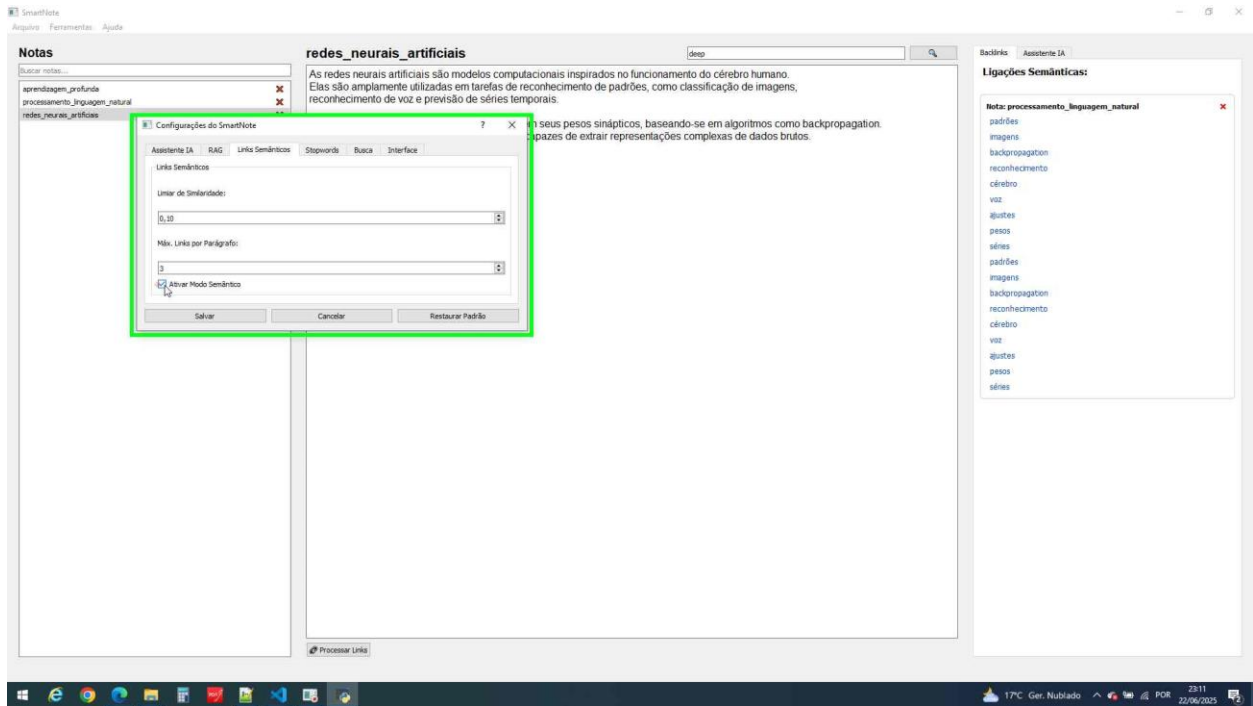 SmartNote
Arquivo Ferramentas Ajuda
Notas
Buscar notas...
aprendizagem_profunda
processamento_linguagem_natural
redes_neurais_artificiais
redes_neurais_artificiais
deep
As redes neurais artificiais são modelos computacionais inspirados no funcionamento do cérebro humano.
Elas são amplamente utilizadas em tarefas de reconhecimento de padrões, como classificação de imagens,
reconhecimento de voz e previsão de séries temporais.
seus pesos sinápticos, baseando-se em algoritmos como backpropagation.
de extrair representações complexas de dados brutos.
Configurações do SmartNote
Assistente IA RAG Links Semânticos Stopwords Busca Interface
Links Semânticos
Limiar de Similaridade:
0,10
Máx. Links por Parágrafo:
3
Ativar Modo Semântico
Salvar Cancelar Restaurar Padrão
Processar Links
Backlinks Assistente IA
Ligações Semânticas:
Nota: processamento_linguagem_natural
padrões
imagens
backpropagation
reconhecimento
cérebro
voz
ajustes
pesos
séries
padrões
imagens
backpropagation
reconhecimento
cérebro
voz
ajustes
pesos
séries
17°C Ger. Nublado POR 23:11
22/06/2025